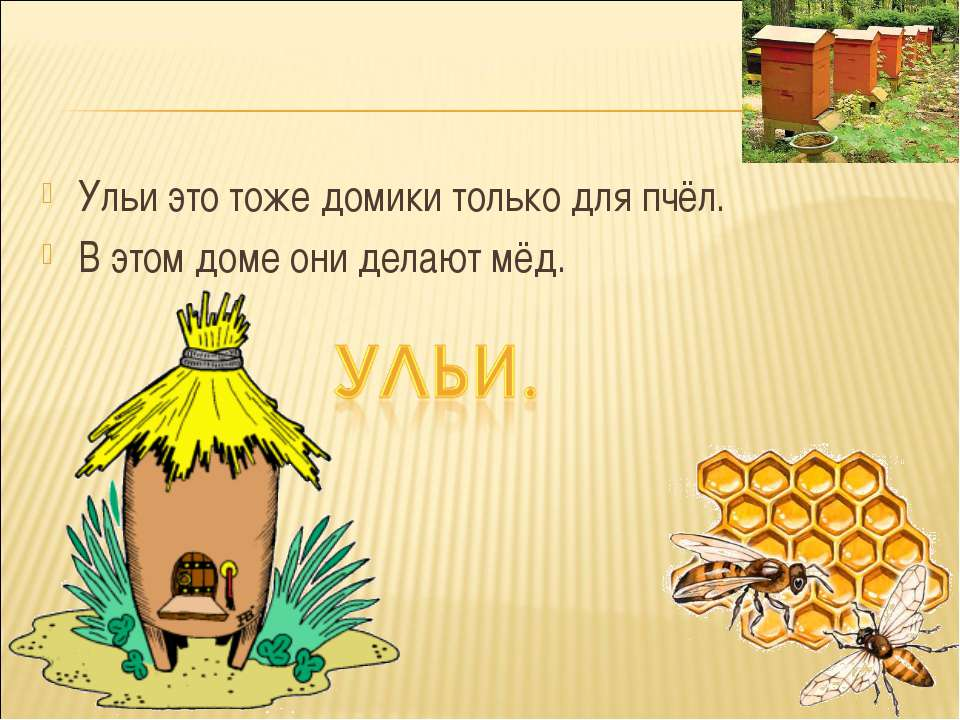 Ульи это тоже домики только для пчёл.
В этом доме они делают мёд.
УЛЬИ.